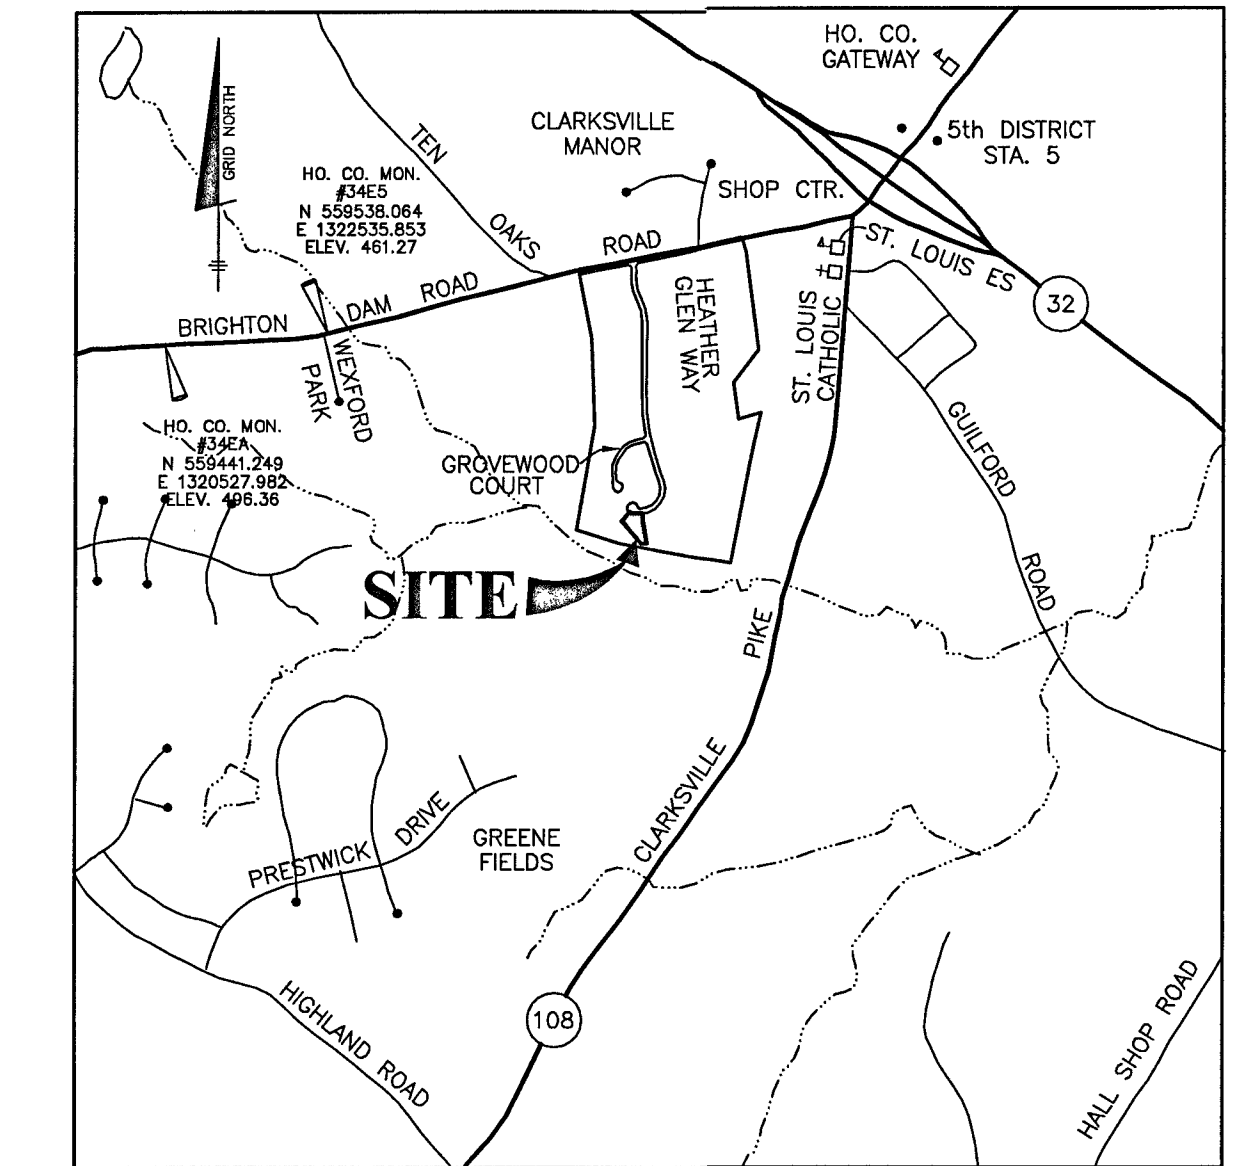 HO. CO.
GATEWAY
GRID NORTH
CLARKSVILLE
MANOR
5th DISTRICT
STA. 5
TEN
OAKS
HO. CO. MON.
#34E5
N 559538.064
E 1322535.853
ELEV. 461.27
SHOP CTR.
ST. LOUIS ES
32
BRIGHTON
DAM
ROAD
ROAD
HEATHER
GLEN WAY
ST. LOUIS
CATHOLIC
WEXFORD
PARK
HO. CO. MON.
#34EA
N 559441.249
E 1320527.982
ELEV. 496.36
GROVEWOOD
COURT
GUILFORD
ROAD
SITE
PIKE
CLARKSVILLE
PRESTWICK
DRIVE
GREENE
FIELDS
108
HIGHLAND ROAD
HALL SHOP ROAD